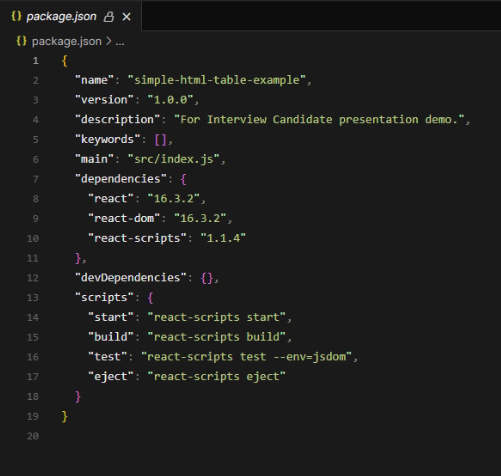 {} package.json
{} package.json > ...
1 {
2 "name": "simple-html-table-example",
3 "version": "1.0.0",
4 "description": "For Interview Candidate presentation demo.",
5 "keywords": [],
6 "main": "src/index.js",
7 "dependencies": {
8 "react": "16.3.2",
9 "react-dom": "16.3.2",
10 "react-scripts": "1.1.4"
11 },
12 "devDependencies": {},
13 "scripts": {
14 "start": "react-scripts start",
15 "build": "react-scripts build",
16 "test": "react-scripts test --env=jsdom",
17 "eject": "react-scripts eject"
18 }
19 }
20